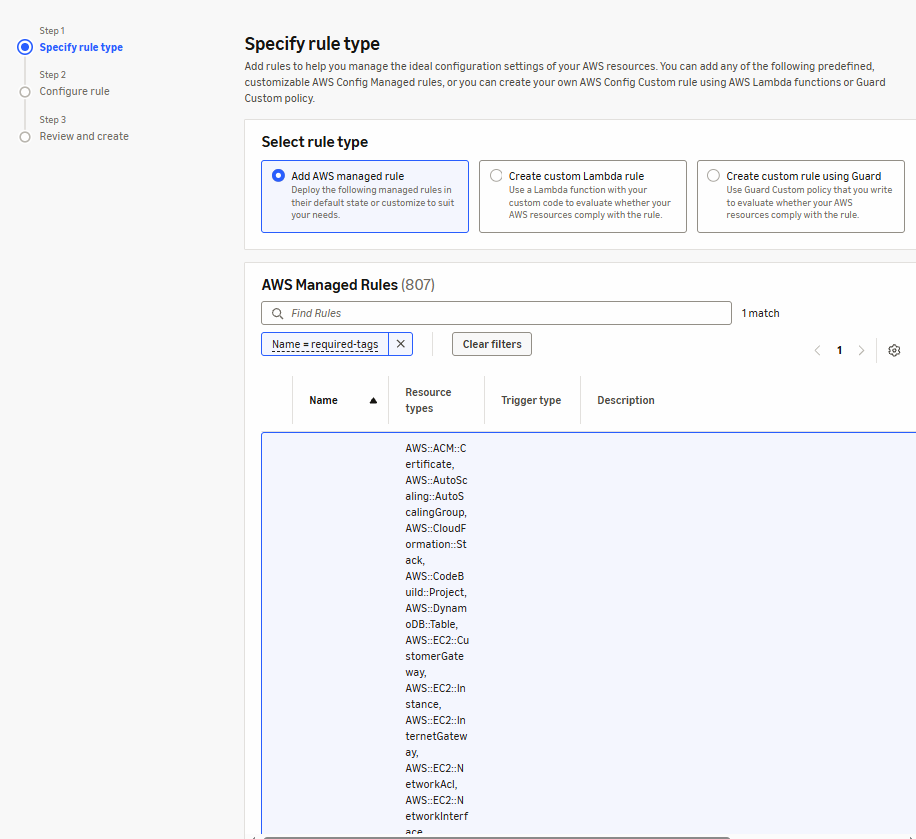 Step 1
Specify rule type
Step 2
Configure rule
Step 3
Review and create
Specify rule type
Add rules to help you manage the ideal configuration settings of your AWS resources. You can add any of the following predefined,
customizable AWS Config Managed rules, or you can create your own AWS Config Custom rule using AWS Lambda functions or Guard
Custom policy.
Select rule type
Add AWS managed rule
Deploy the following managed rules in
their default state or customize to suit
your needs.
Create custom Lambda rule
Use a Lambda function with your
custom code to evaluate whether your
AWS resources comply with the rule.
Create custom rule using Guard
Use Guard Custom policy that you write
to evaluate whether your AWS
resources comply with the rule.
AWS Managed Rules (807)
Find Rules
1 match
Name = required-tags
Clear filters
1
Name
Resource
types
Trigger type
Description
AWS::ACM::C
ertificate,
AWS::AutoSc
aling::AutoS
calingGroup,
AWS::CloudF
ormation::St
ack,
AWS::CodeB
uild::Project,
AWS::Dynam
oDB::Table,
AWS::EC2::Cu
stomerGate
way,
AWS::EC2::In
stance,
AWS::EC2::In
ternetGatew
ay,
AWS::EC2::N
etworkAcl,
AWS::EC2::N
etworkInterf
ace